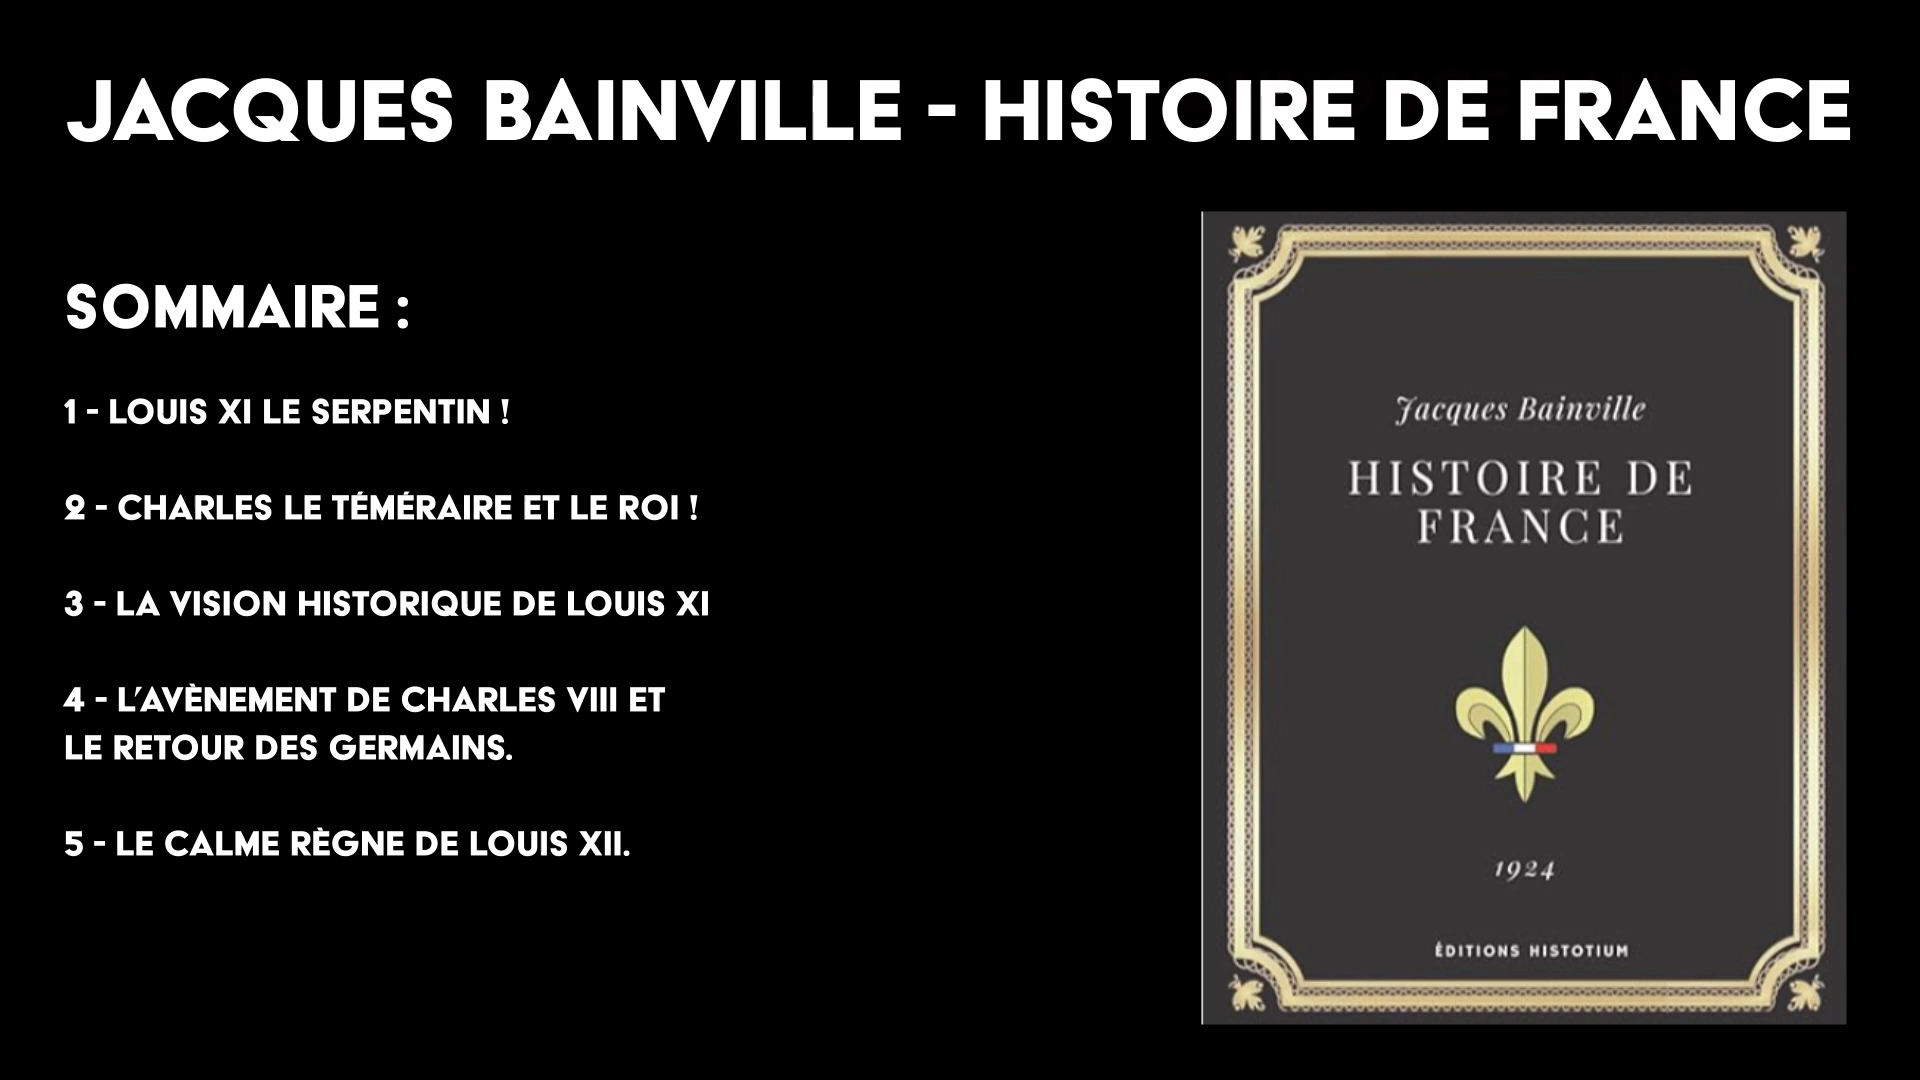 JACQUES BAINVILLE - HISTOIRE DE FRANCE
SOMMAIRE :
1 - LOUIS XI LE SERPENTIN !
2 - CHARLES LE TÉMÉRAIRE ET LE ROI !
3 - LA VISION HISTORIQUE DE LOUIS XI
4 - L'AVÈNEMENT DE CHARLES VIII ET
LE RETOUR DES GERMAINS.
5 - LE CALME RÈGNE DE LOUIS XII.
Jacques Bainville
HISTOIRE DE
FRANCE
1924
ÉDITIONS HISTOTIUM